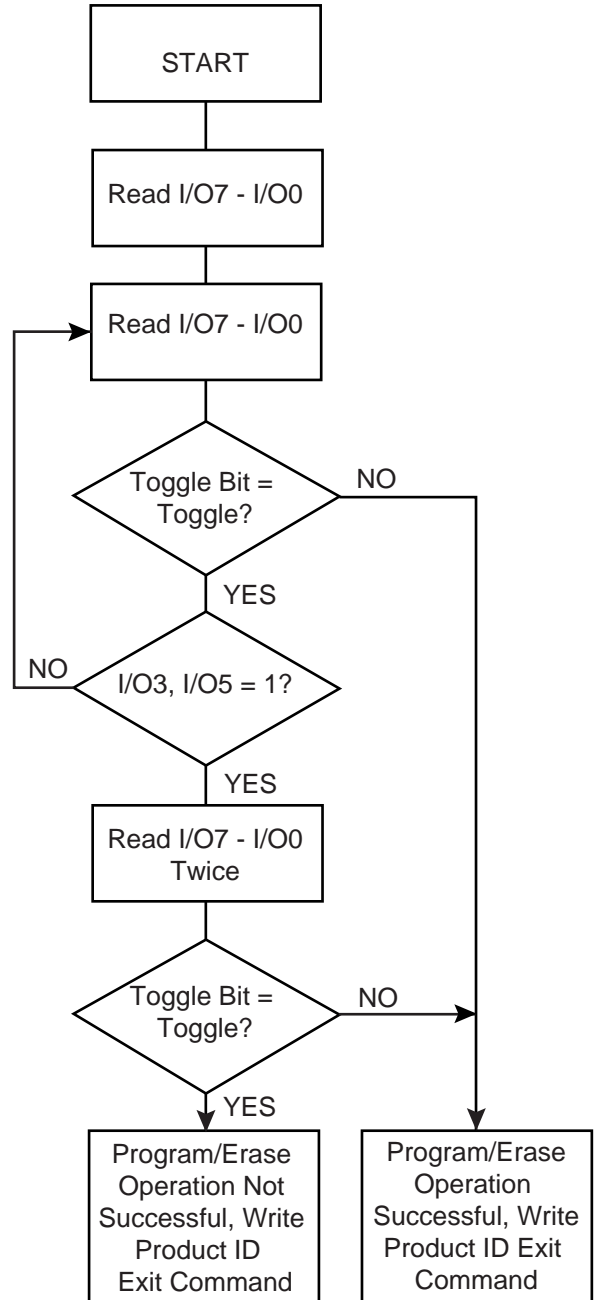 START
Read I/O7 - I/O0
Read I/O7 - I/O0
Toggle Bit =
Toggle?
NO
YES
NO
I/O3, I/O5 = 1?
YES
Read I/O7 - I/O0
Twice
Toggle Bit =
Toggle?
NO
YES
Program/Erase
Operation Not
Successful, Write
Product ID
Exit Command
Program/Erase
Operation
Successful, Write
Product ID Exit
Command